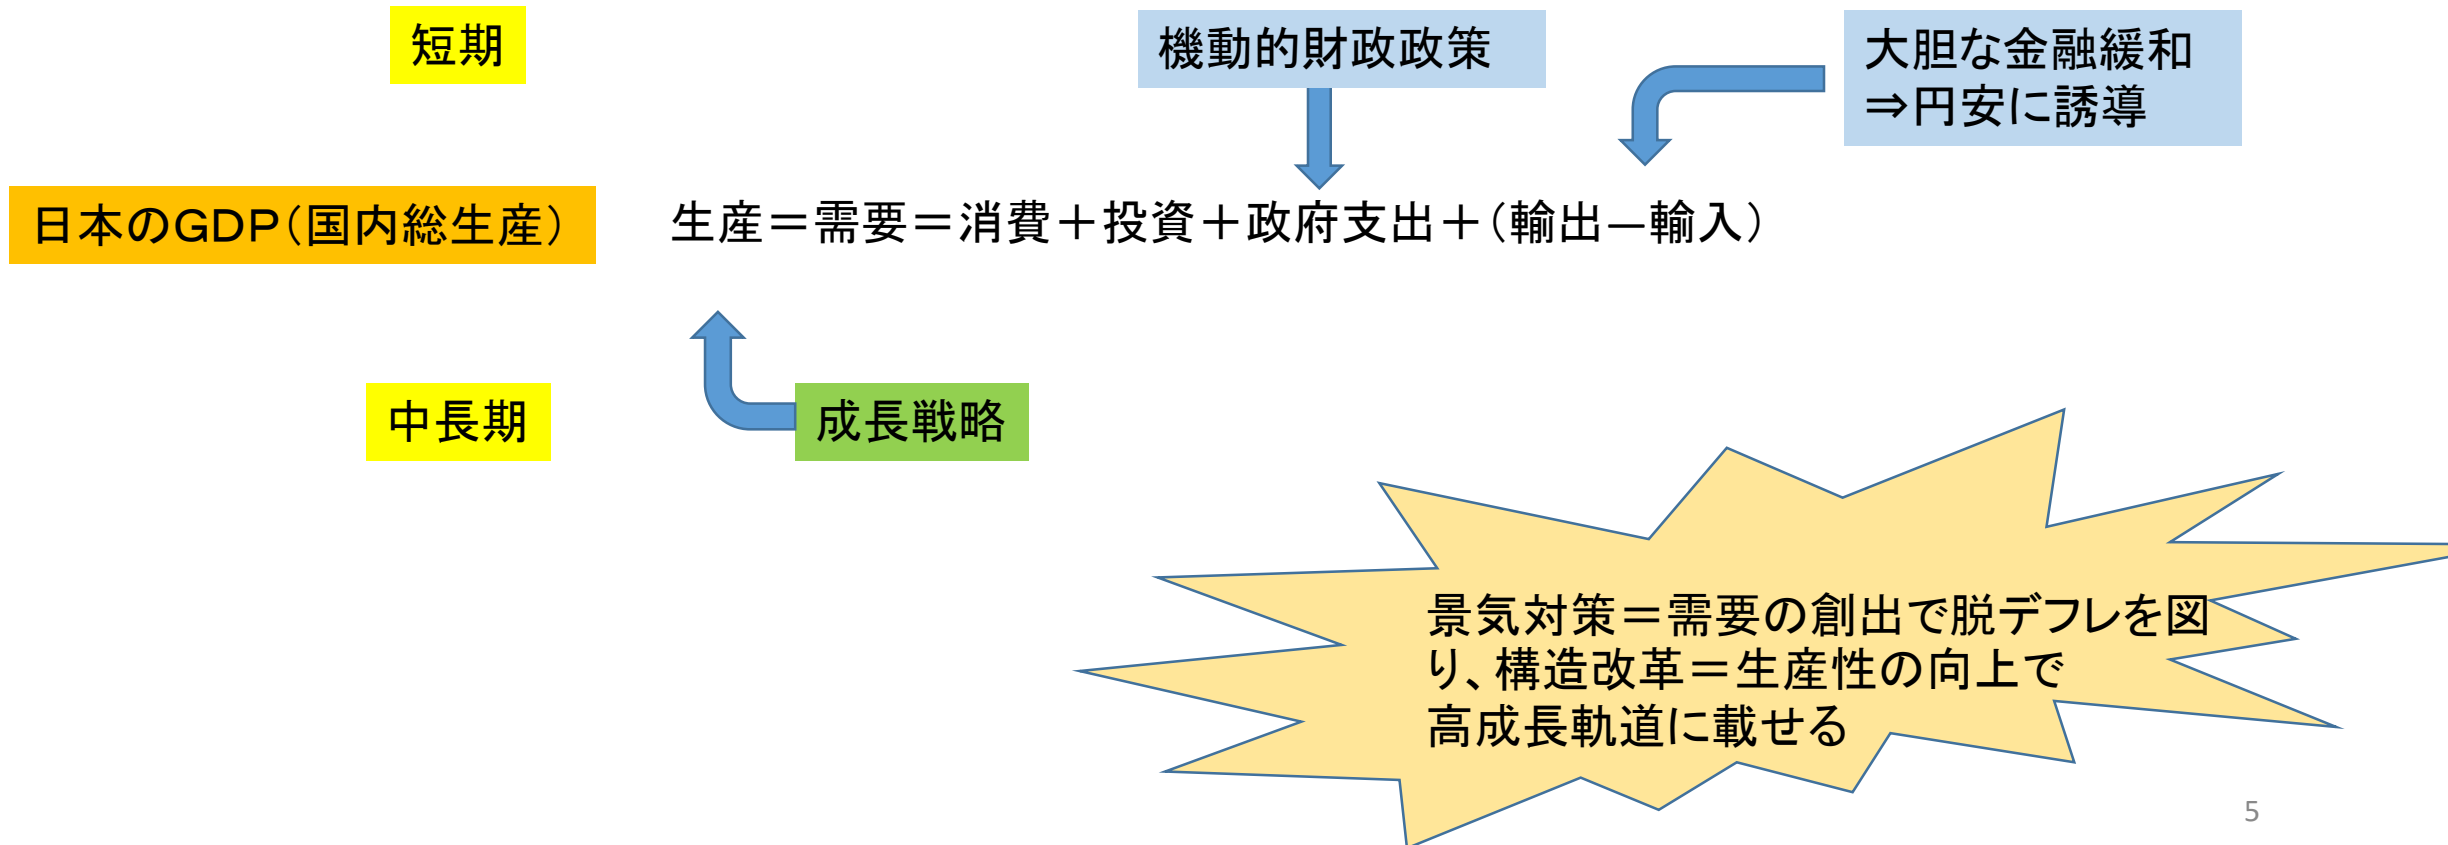 短期
機動的財政政策
大胆な金融緩和
⇒円安に誘導
日本のGDP(国内総生産)
生産＝需要＝消費＋投資＋政府支出＋(輸出―輸入)
中長期
成長戦略
景気対策＝需要の創出で脱デフレを図
り、構造改革＝生産性の向上で
高成長軌道に載せる
5